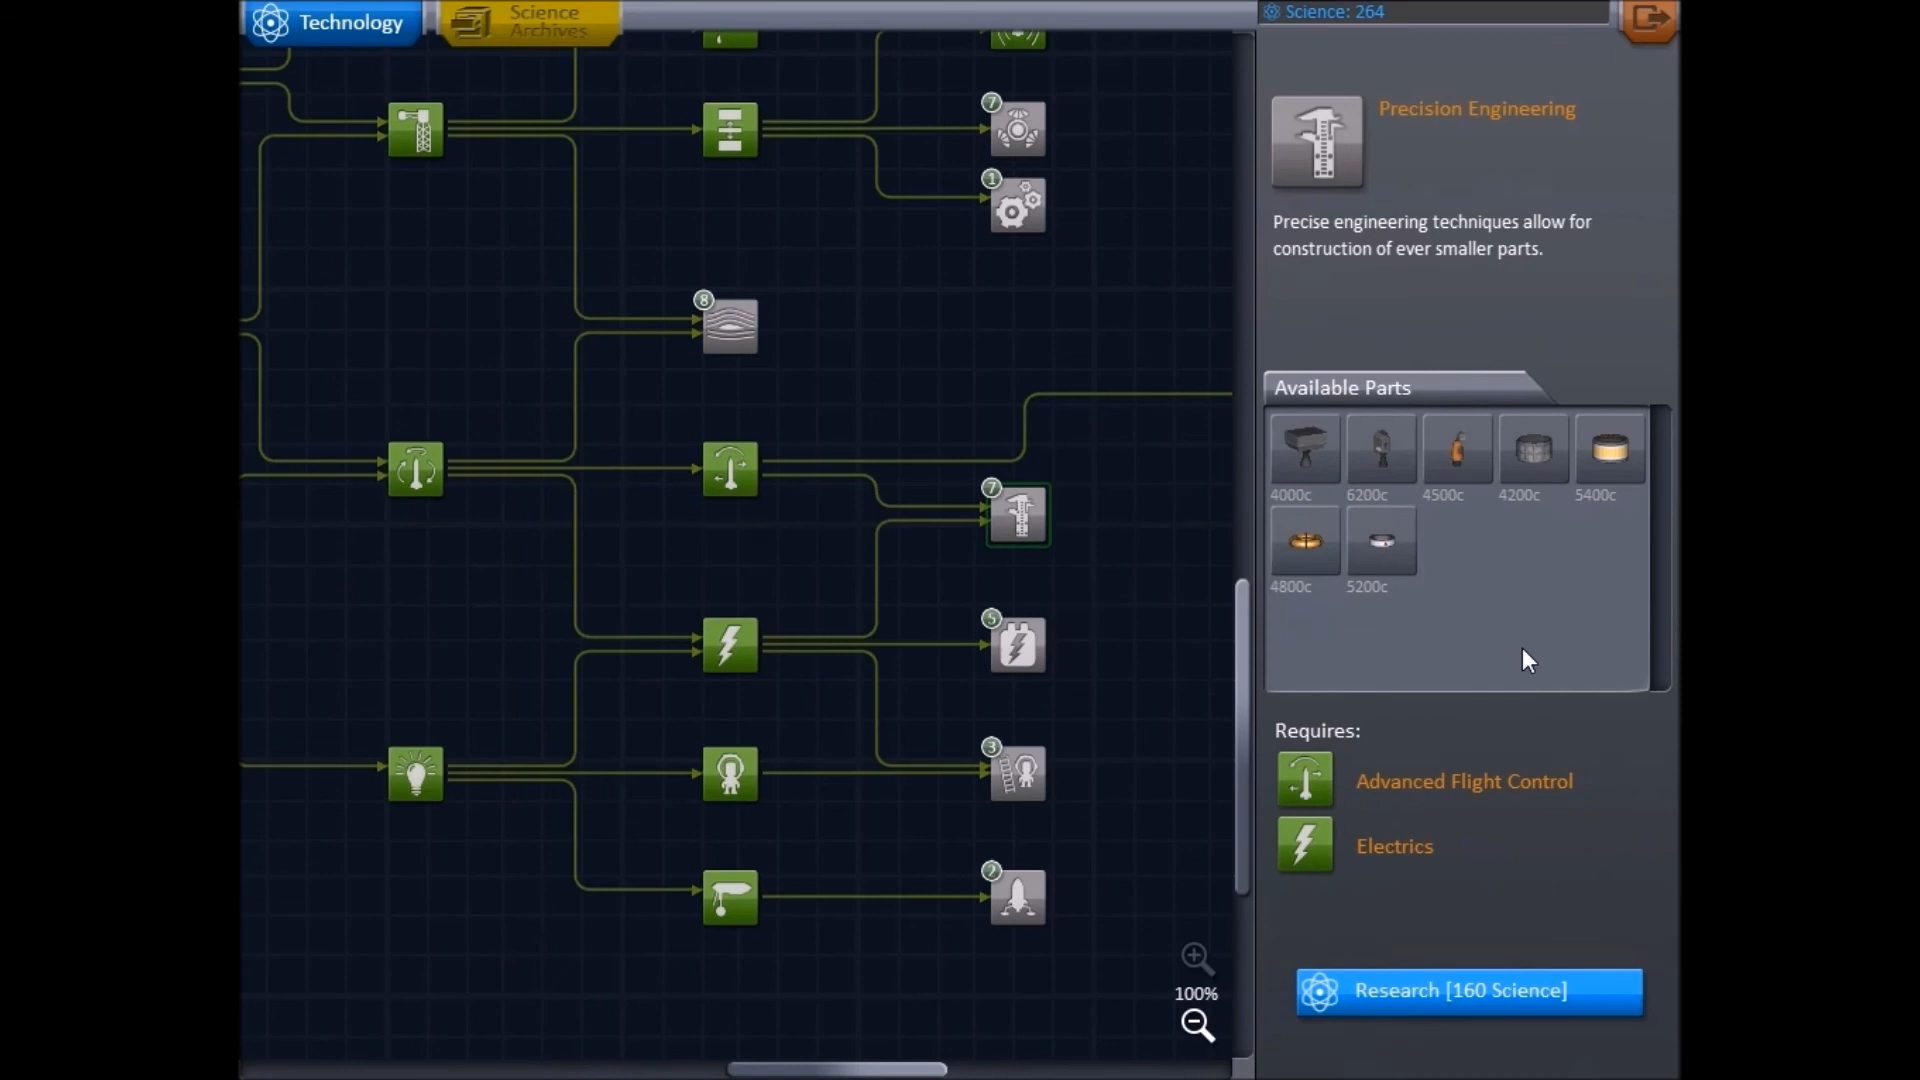 Technology
Science
Archives
Science: 264
Precision Engineering
Precise engineering techniques allow for
construction of ever smaller parts.
Available Parts
4000c 6200c 4500c 4200c 5400c
4800c 5200c
Requires:
Advanced Flight Control
Electrics
Research [160 Science]
7
1
8
7
5
3
2
100%